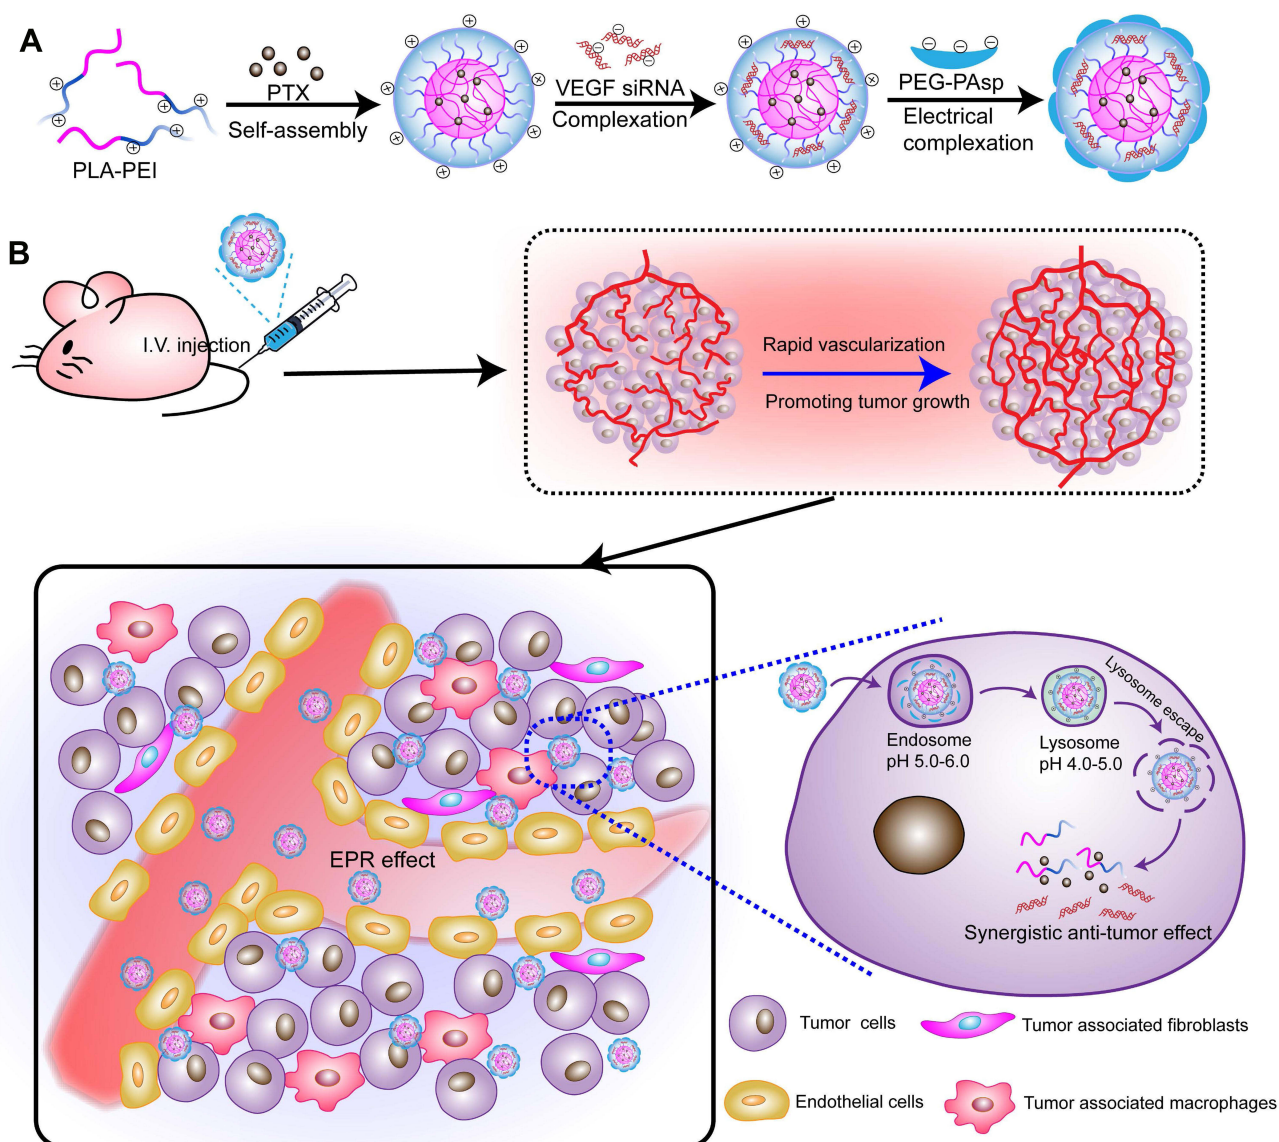 A
PLA-PEI
PTX
Self-assembly
VEGF siRNA
Complexation
PEG-PAsp
Electrical
complexation
B
I.V. injection
Rapid vascularization
Promoting tumor growth
EPR effect
Endosome
pH 5.0-6.0
Lysosome
pH 4.0-5.0
Lysosome escape
Synergistic anti-tumor effect
Tumor cells
Tumor associated fibroblasts
Endothelial cells
Tumor associated macrophages